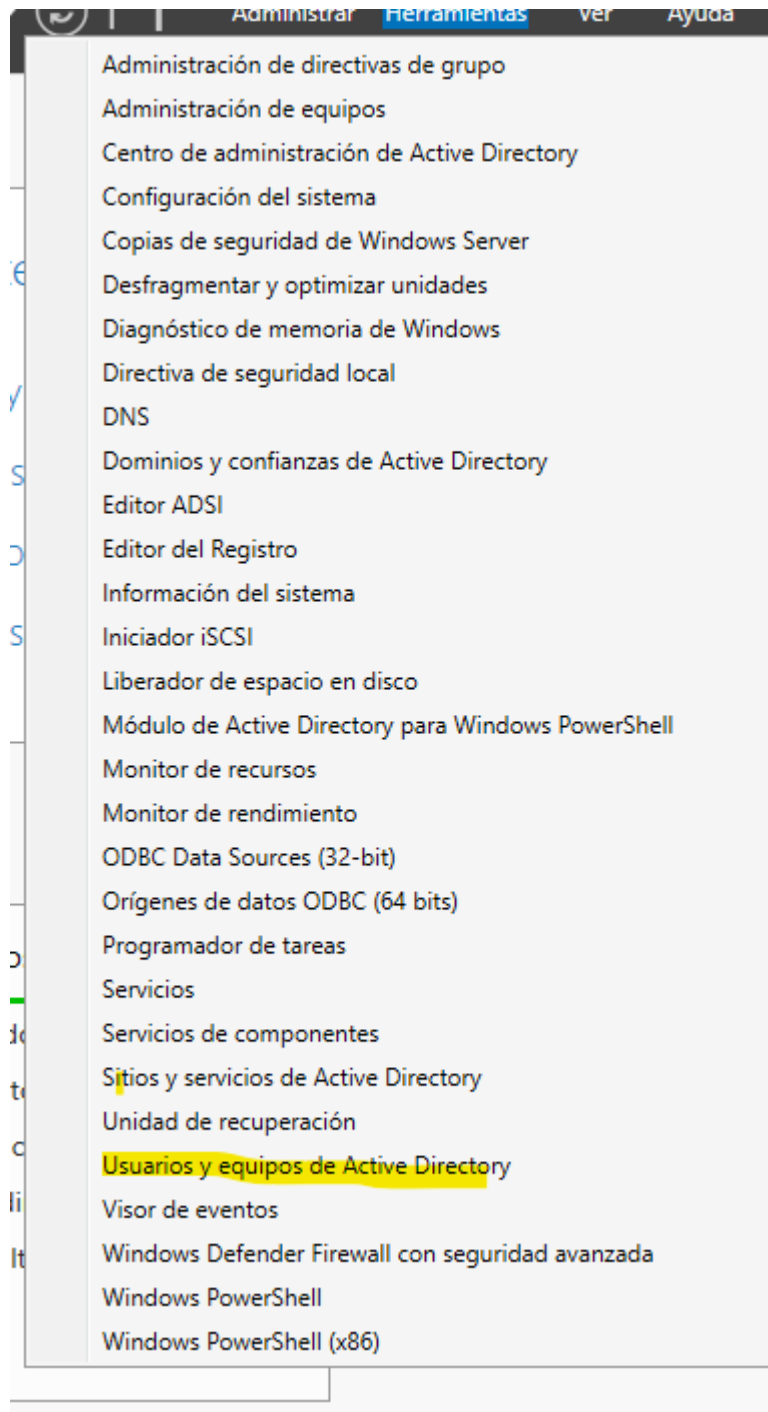 Administrar Herramientas Ver Ayuda
Administración de directivas de grupo
Administración de equipos
Centro de administración de Active Directory
Configuración del sistema
Copias de seguridad de Windows Server
Desfragmentar y optimizar unidades
Diagnóstico de memoria de Windows
Directiva de seguridad local
DNS
Dominios y confianzas de Active Directory
Editor ADSI
Editor del Registro
Información del sistema
Iniciador iSCSI
Liberador de espacio en disco
Módulo de Active Directory para Windows PowerShell
Monitor de recursos
Monitor de rendimiento
ODBC Data Sources (32-bit)
Orígenes de datos ODBC (64 bits)
Programador de tareas
Servicios
Servicios de componentes
Sitios y servicios de Active Directory
Unidad de recuperación
Usuarios y equipos de Active Directory
Visor de eventos
Windows Defender Firewall con seguridad avanzada
Windows PowerShell
Windows PowerShell (x86)